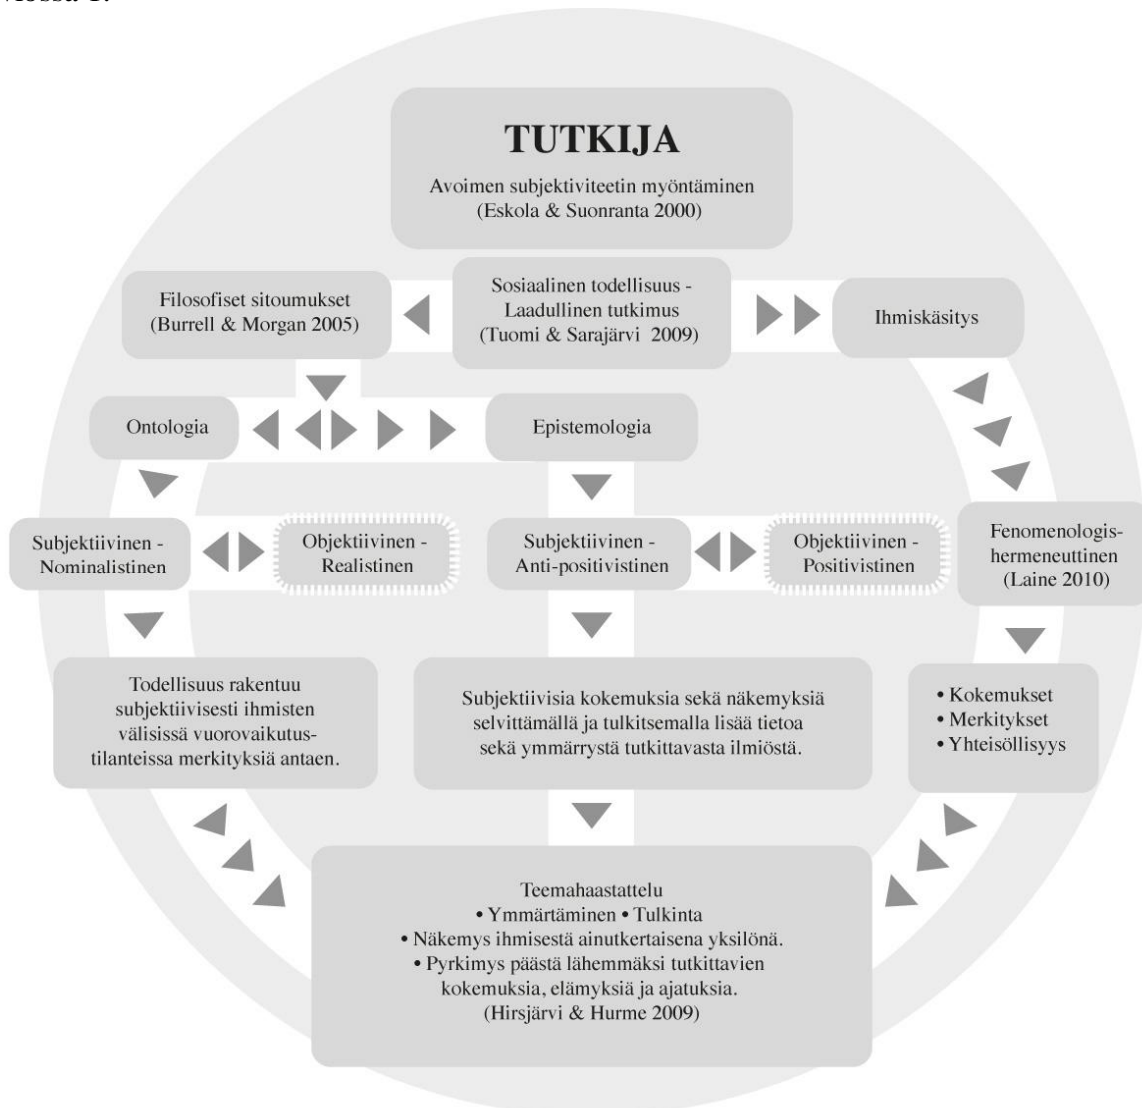 TUTKIJA
Avoimen subjektiviteetin myöntäminen
(Eskola & Suonranta 2000)
Filosofiset sitoumukset
(Burrell & Morgan 2005)
Sosiaalinen todellisuus -
Laadullinen tutkimus
(Tuomi & Sarajärvi 2009)
Ihmiskäsitys
Ontologia
Epistemologia
Subjektiivinen -
Nominalistinen
Objektiivinen -
Realistinen
Subjektiivinen -
Anti-positivistinen
Objektiivinen -
Positivistinen
Fenomenologis-
hermeneuttinen
(Laine 2010)
Todellisuus rakentuu
subjektiivisesti ihmisten
välisissä vuorovaikutus-
tilanteissa merkityksiä antaen.
Subjektiivisia kokemuksia sekä näkemyksiä
selvittämällä ja tulkitsemalla lisää tietoa
sekä ymmärrystä tutkittavasta ilmiöstä.
• Kokemukset
• Merkitykset
• Yhteisöllisyys
Teemahaastattelu
• Ymmärtäminen • Tulkinta
• Näkemys ihmisestä ainutkertaisena yksilönä.
• Pyrkimys päästä lähemmäksi tutkittavien
kokemuksia, elämyksiä ja ajatuksia.
(Hirsjärvi & Hurme 2009)